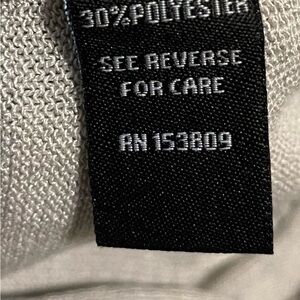 30% POLYESTER
SEE REVERSE
FOR CARE
RN 153809